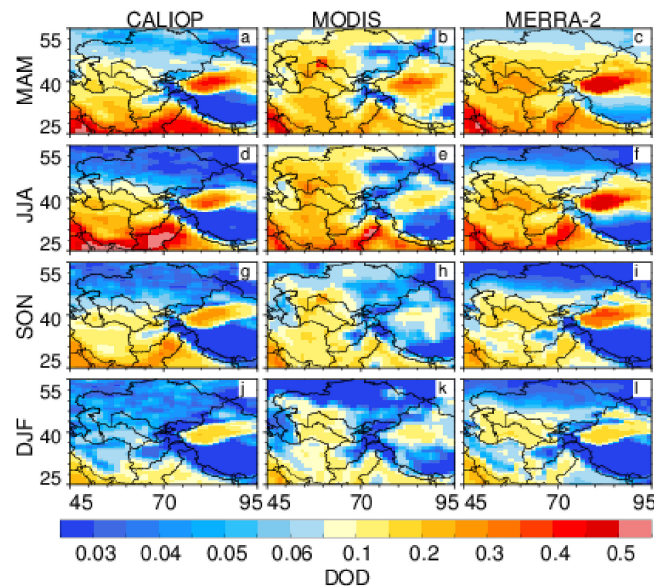 CALIOP MODIS MERRA-2
MAM 55 40 25 a b c
JJA 55 40 25 d e f
SON 55 40 25 g h i
DJF 55 40 25 j k l
45 70 95 45 70 95 45 70 95
0.03 0.04 0.05 0.06 0.1 0.2 0.3 0.4 0.5
DOD